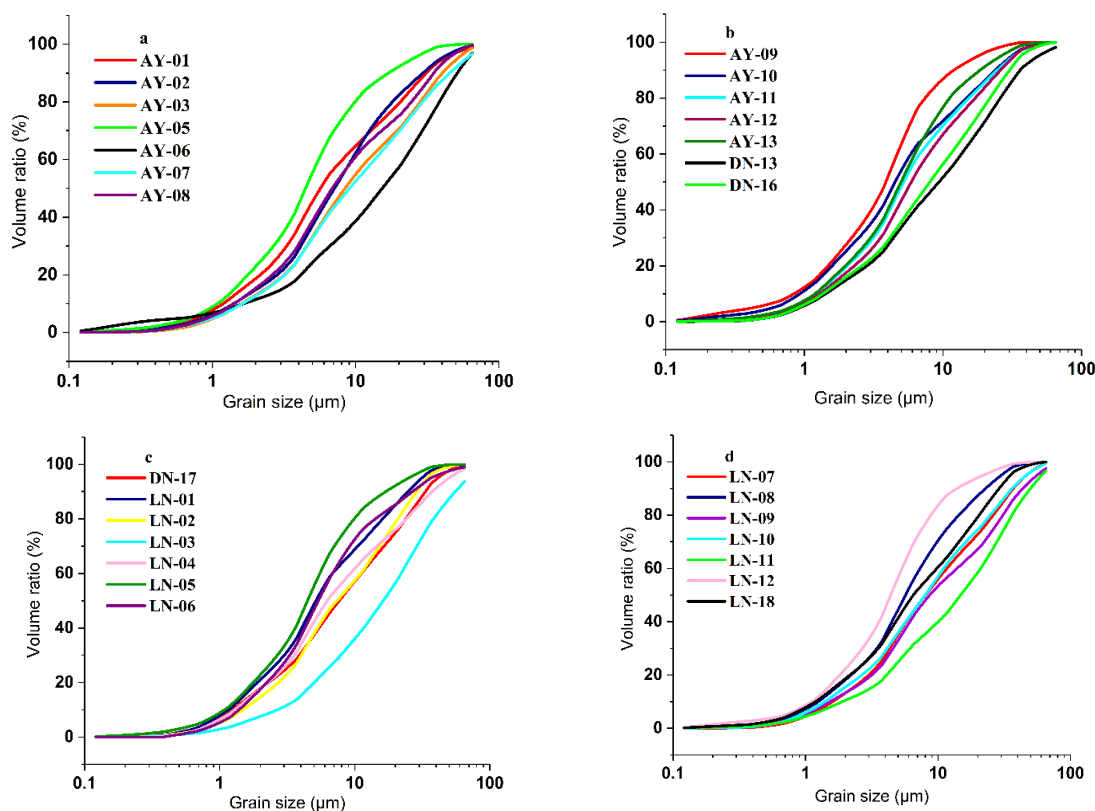 a
AY-01
AY-02
AY-03
AY-05
AY-06
AY-07
AY-08
Volume ratio (%)
100
80
60
40
20
0
0.1
1
10
100
Grain size (μm)
b
AY-09
AY-10
AY-11
AY-12
AY-13
DN-13
DN-16
Volume ratio (%)
100
80
60
40
20
0
0.1
1
10
100
Grain size (μm)
c
DN-17
LN-01
LN-02
LN-03
LN-04
LN-05
LN-06
Volume ratio (%)
100
80
60
40
20
0
0.1
1
10
100
Grain size (μm)
d
LN-07
LN-08
LN-09
LN-10
LN-11
LN-12
LN-18
Volume ratio (%)
100
80
60
40
20
0
0.1
1
10
100
Grain size (μm)